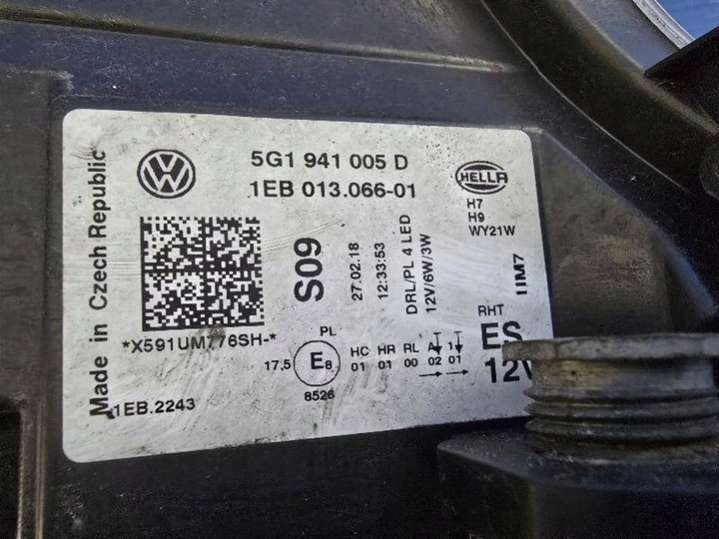 Made in Czech Republic
5G1 941 005 D
1EB 013.066-01
HELLA
H7
H9
WY21W
S09
27.02.18
12:33:53
DRL/PL 4 LED
12V/6W/3W
1IM7
*X591UM776SH-*
PL
17,5 E8
8526
HC HR RL A 1
01 01 00 02 01
RHT
ES
12V
1EB.2243